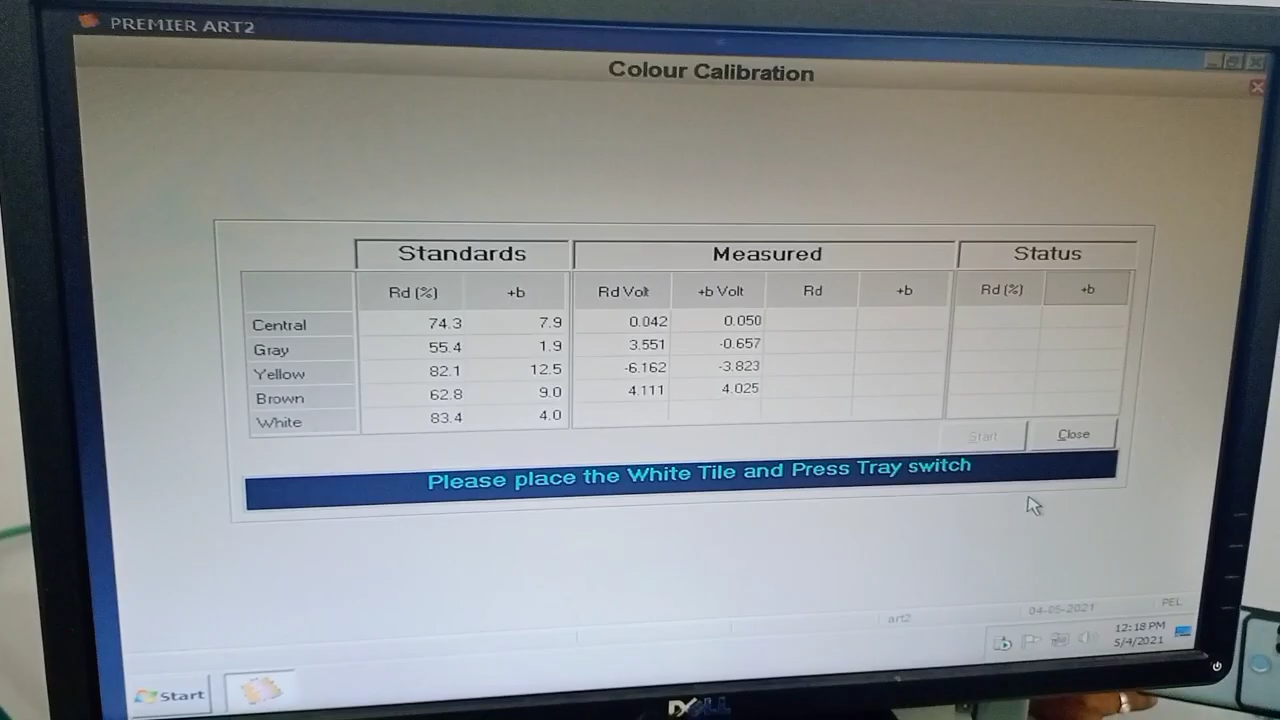 PREMIER ART2
Colour Calibration
Standards Measured Status
Rd (%) +b Rd Volt +b Volt Rd +b Rd (%) +b
Central 74.3 7.9 0.042 0.050
Gray 55.4 1.9 3.551 -0.657
Yellow 82.1 12.5 -6.162 -3.823
Brown 62.8 9.0 4.111 4.025
White 83.4 4.0
Start Close
Please place the White Tile and Press Tray switch
art2 04-05-2021 PEL
12:18 PM
5/4/2021
Start
DELL